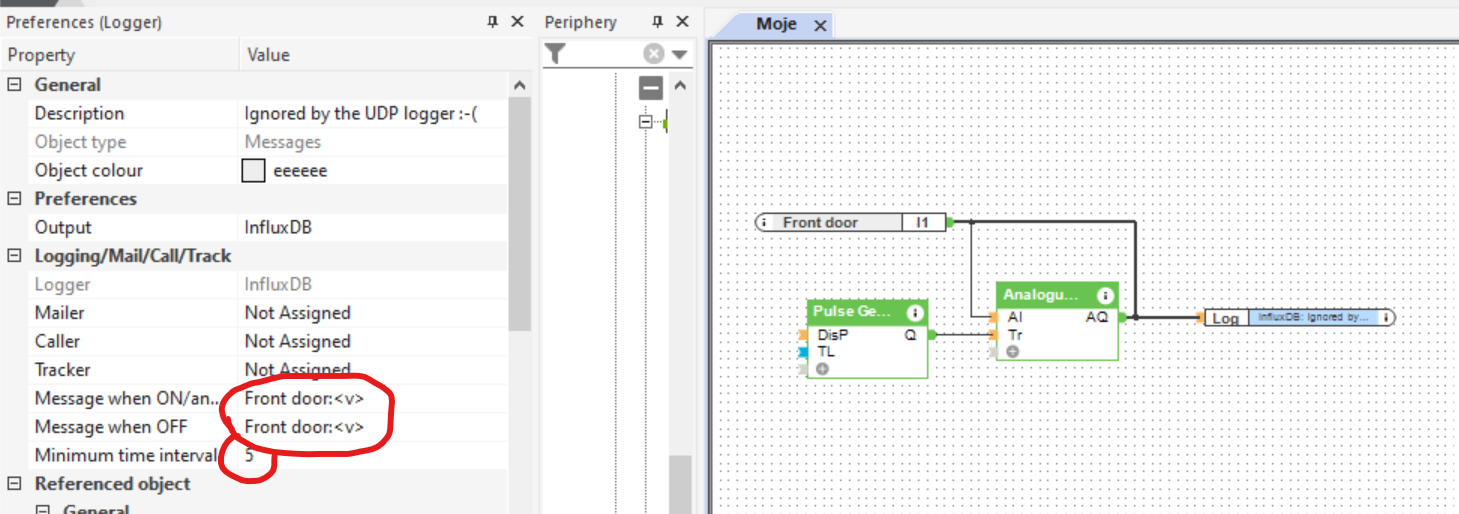 Preferences (Logger)
Property Value
General
Description Ignored by the UDP logger :-(
Object type Messages
Object colour eeeeee
Preferences
Output InfluxDB
Logging/Mail/Call/Track
Logger InfluxDB
Mailer Not Assigned
Caller Not Assigned
Tracker Not Assigned
Message when ON/an...
Front door:<v>
Message when OFF Front door:<v>
Minimum time interval 5
Referenced object
General
Periphery
Moje
Front door I1
Pulse Ge...
DisP Q
TL
Analogu...
AI AQ
Tr
Log InfluxDB: Ignored by...